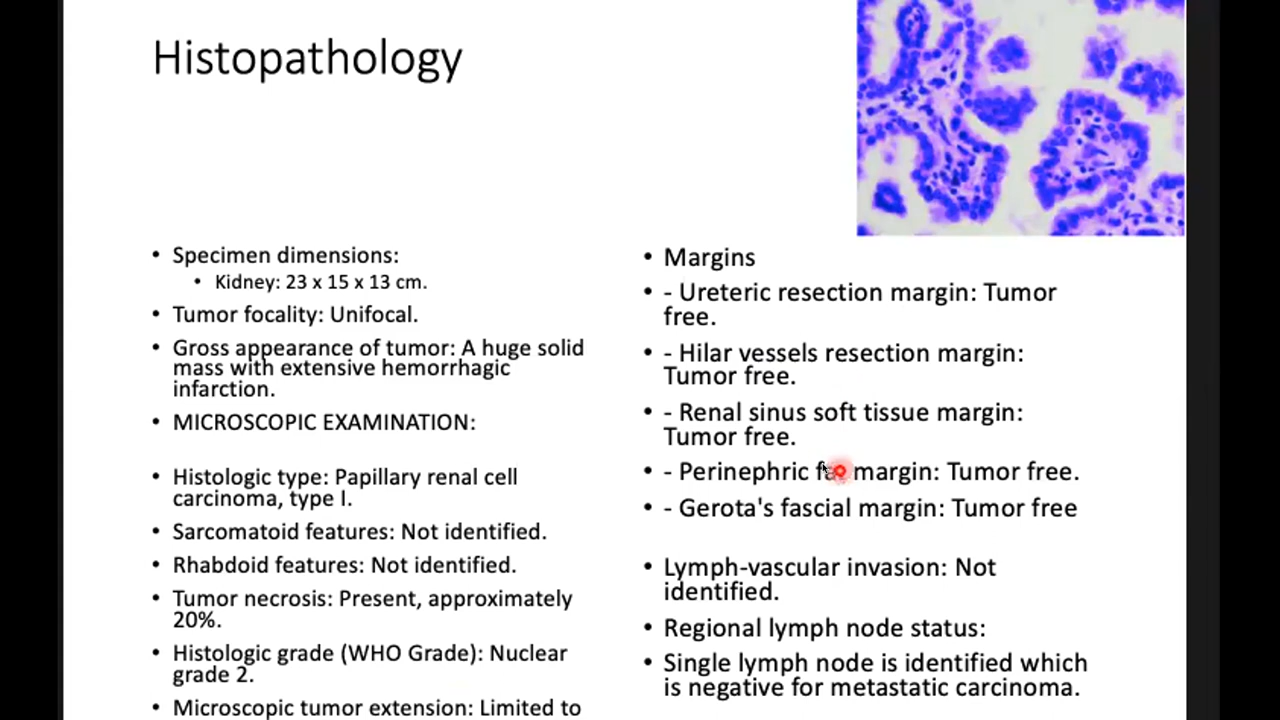 Histopathology
• Specimen dimensions:
• Kidney: 23 x 15 x 13 cm.
• Tumor focality: Unifocal.
• Gross appearance of tumor: A huge solid
mass with extensive hemorrhagic
infarction.
• MICROSCOPIC EXAMINATION:
• Histologic type: Papillary renal cell
carcinoma, type I.
• Sarcomatoid features: Not identified.
• Rhabdoid features: Not identified.
• Tumor necrosis: Present, approximately
20%.
• Histologic grade (WHO Grade): Nuclear
grade 2.
• Microscopic tumor extension: Limited to
• Margins
• - Ureteric resection margin: Tumor
free.
• - Hilar vessels resection margin:
Tumor free.
• - Renal sinus soft tissue margin:
Tumor free.
• - Perinephric margin: Tumor free.
• - Gerota's fascial margin: Tumor free
• Lymph-vascular invasion: Not
identified.
• Regional lymph node status:
• Single lymph node is identified which
is negative for metastatic carcinoma.